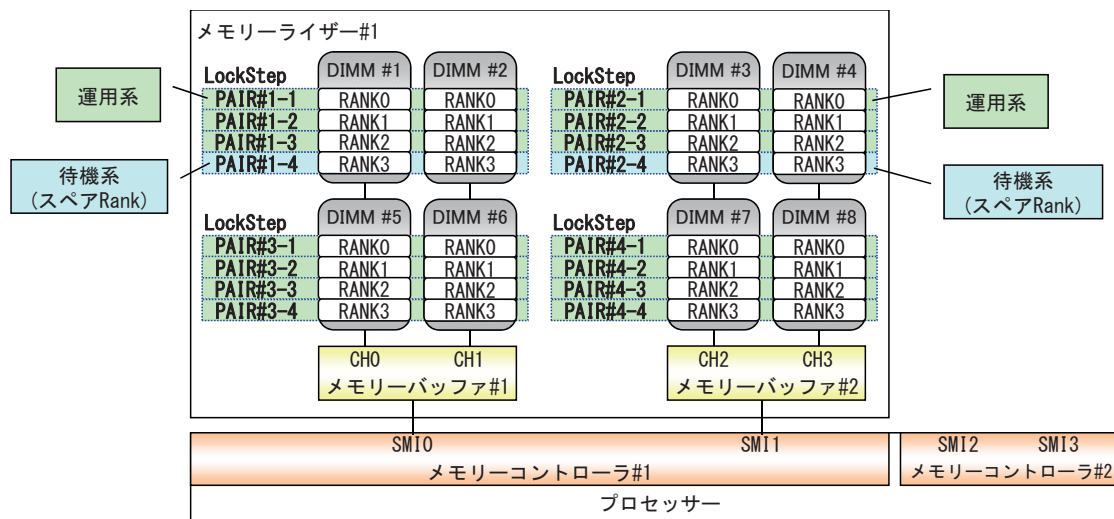 メモリーライザー#1
運用系
待機系
(スペアRank)
LockStep
PAIR#1-1
PAIR#1-2
PAIR#1-3
PAIR#1-4
DIMM #1
RANK0
RANK1
RANK2
RANK3
DIMM #2
RANK0
RANK1
RANK2
RANK3
LockStep
PAIR#2-1
PAIR#2-2
PAIR#2-3
PAIR#2-4
DIMM #3
RANK0
RANK1
RANK2
RANK3
DIMM #4
RANK0
RANK1
RANK2
RANK3
運用系
待機系
(スペアRank)
LockStep
PAIR#3-1
PAIR#3-2
PAIR#3-3
PAIR#3-4
DIMM #5
RANK0
RANK1
RANK2
RANK3
DIMM #6
RANK0
RANK1
RANK2
RANK3
LockStep
PAIR#4-1
PAIR#4-2
PAIR#4-3
PAIR#4-4
DIMM #7
RANK0
RANK1
RANK2
RANK3
DIMM #8
RANK0
RANK1
RANK2
RANK3
CH0 CH1
メモリーバッファ#1
CH2 CH3
メモリーバッファ#2
SMI0 SMI1
メモリーコントローラ#1
SMI2 SMI3
メモリーコントローラ#2
プロセッサー